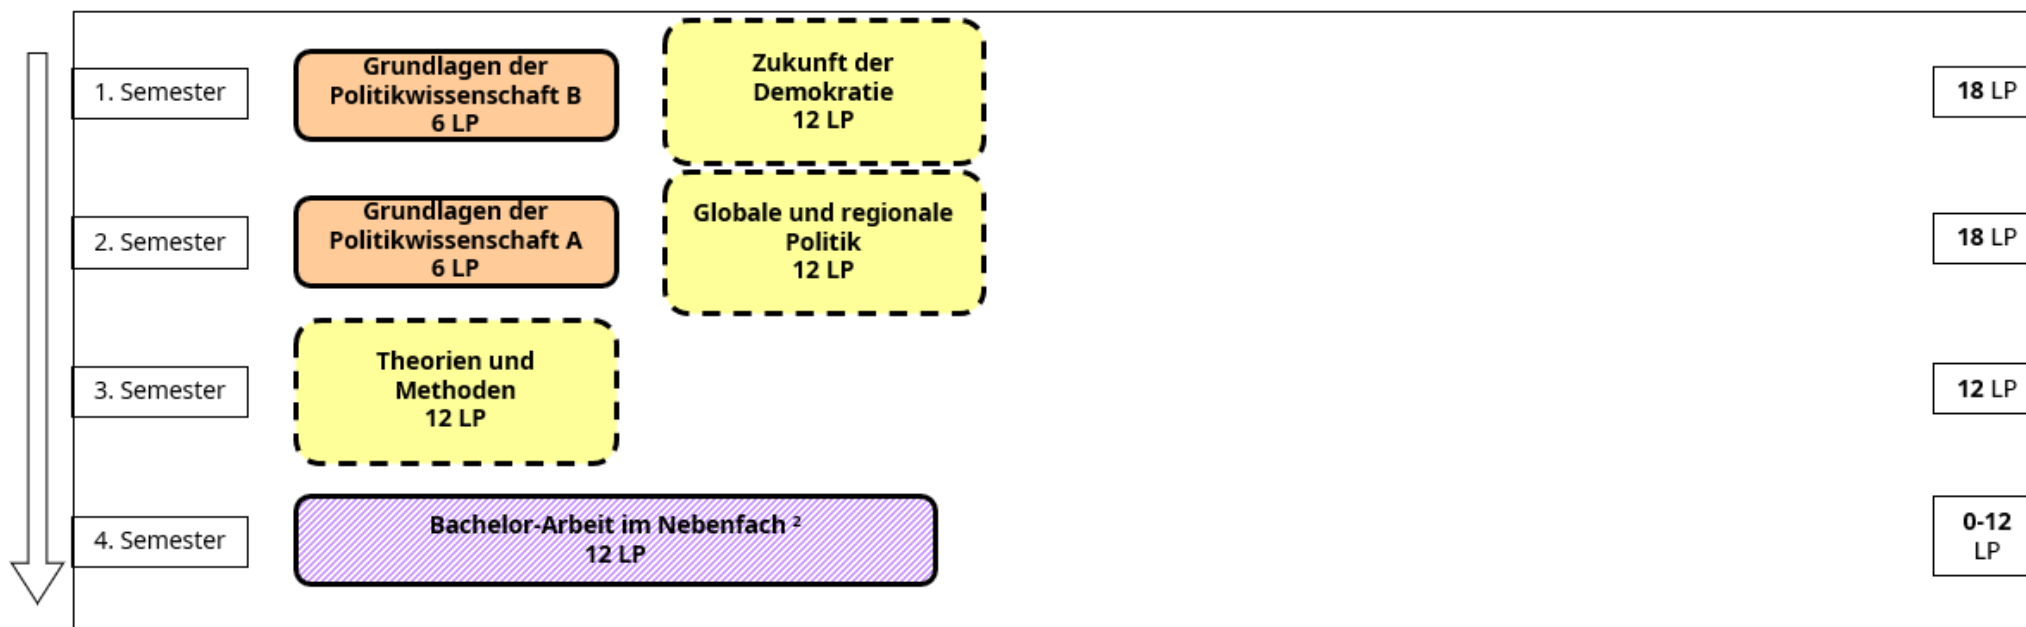 1. Semester
Grundlagen der
Politikwissenschaft B
6 LP
Zukunft der
Demokratie
12 LP
18 LP
2. Semester
Grundlagen der
Politikwissenschaft A
6 LP
Globale und regionale
Politik
12 LP
18 LP
3. Semester
Theorien und
Methoden
12 LP
12 LP
4. Semester
Bachelor-Arbeit im Nebenfach ²
12 LP
0-12
LP